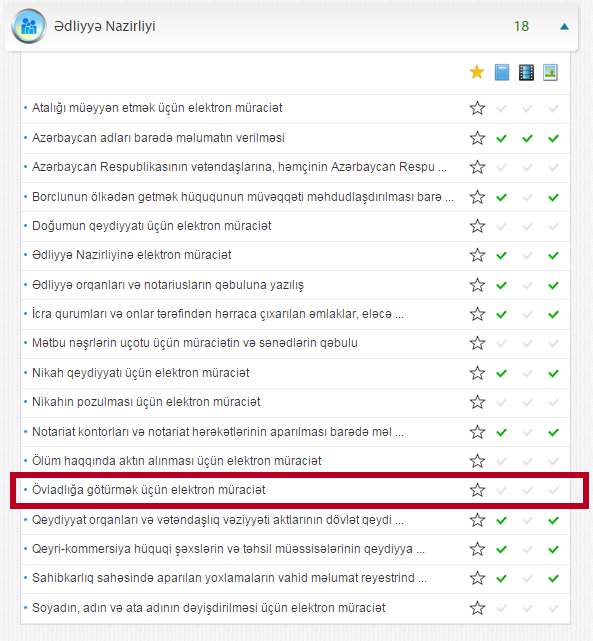 Ədliyyə Nazirliyi 18
Atalığı müəyyən etmək üçün elektron müraciət
Azərbaycan adları barədə məlumatın verilməsi
Azərbaycan Respublikasının vətəndaşlarına, həmçinin Azərbaycan Respu ...
Borclunun ölkədən getmək hüququnun müvəqqəti məhdudlaşdırılması barə ...
Doğumun qeydiyyatı üçün elektron müraciət
Ədliyyə Nazirliyinə elektron müraciət
Ədliyyə orqanları və notariusların qəbuluna yazılış
İcra qurumları və onlar tərəfindən hərraca çıxarılan əmlaklar, eləcə ...
Mətbu nəşrlərin uçotu üçün müraciətin və sənədlərin qəbulu
Nikah qeydiyyatı üçün elektron müraciət
Nikahın pozulması üçün elektron müraciət
Notariat kontorları və notariat hərəkətlərinin aparılması barədə məl ...
Ölüm haqqında aktın alınması üçün elektron müraciət
Övladlığa götürmək üçün elektron müraciət
Qeydiyyat orqanları və vətəndaşlıq vəziyyəti aktlarının dövlət qeydi ...
Qeyri-kommersiya hüquqi şəxslərin və təhsil müəssisələrinin qeydiyya ...
Sahibkarlıq sahəsində aparılan yoxlamaların vahid məlumat reyestrind ...
Soyadın, adın və ata adının dəyişdirilməsi üçün elektron müraciət